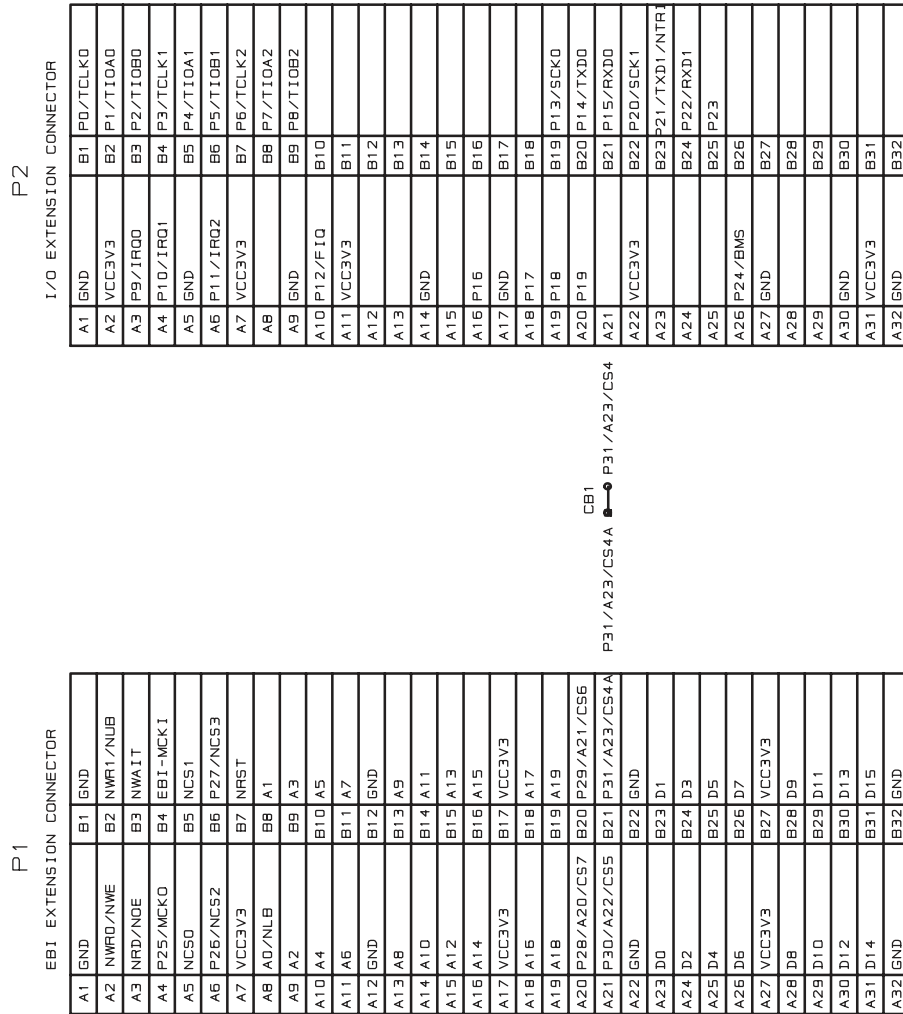 P1
EBI EXTENSION CONNECTOR
A1 GND B1 GND
A2 NWR0/NWE B2 NWR1/NUB
A3 NRD/NOE B3 NWAIT
A4 P25/MCKO B4 EBI-MCKI
A5 NCS0 B5 NCS1
A6 P26/NCS2 B6 P27/NCS3
A7 VCC3V3 B7 NRST
A8 A0/NLB B8 A1
A9 A2 B9 A3
A10 A4 B10 A5
A11 A6 B11 A7
A12 GND B12 GND
A13 A8 B13 A9
A14 A10 B14 A11
A15 A12 B15 A13
A16 A14 B16 A15
A17 VCC3V3 B17 VCC3V3
A18 A16 B18 A17
A19 A18 B19 A19
A20 P28/A20/CS7 B20 P29/A21/CS6
A21 P30/A22/CS5 B21 P31/A23/CS4A
A22 GND B22 GND
A23 D0 B23 D1
A24 D2 B24 D3
A25 D4 B25 D5
A26 D6 B26 D7
A27 VCC3V3 B27 VCC3V3
A28 D8 B28 D9
A29 D10 B29 D11
A30 D12 B30 D13
A31 D14 B31 D15
A32 GND B32 GND
CB1
P31/A23/CS4A P31/A23/CS4
P2
I/O EXTENSION CONNECTOR
A1 GND B1 P0/TCLK0
A2 VCC3V3 B2 P1/TIOA0
A3 P9/IRQ0 B3 P2/TIOB0
A4 P10/IRQ1 B4 P3/TCLK1
A5 GND B5 P4/TIOA1
A6 P11/IRQ2 B6 P5/TIOB1
A7 VCC3V3 B7 P6/TCLK2
A8 B8 P7/TIOA2
A9 GND B9 P8/TIOB2
A10 P12/FIQ B10
A11 VCC3V3 B11
A12 B12
A13 B13
A14 GND B14
A15 B15
A16 P16 B16
A17 GND B17
A18 P17 B18
A19 P18 B19 P13/SCK0
A20 P19 B20 P14/TXD0
A21 B21 P15/RXD0
A22 VCC3V3 B22 P20/SCK1
A23 B23 P21/TXD1/NTRI
A24 B24 P22/RXD1
A25 B25 P23
A26 P24/BMS B26
A27 GND B27
A28 B28
A29 B29
A30 GND B30
A31 VCC3V3 B31
A32 GND B32